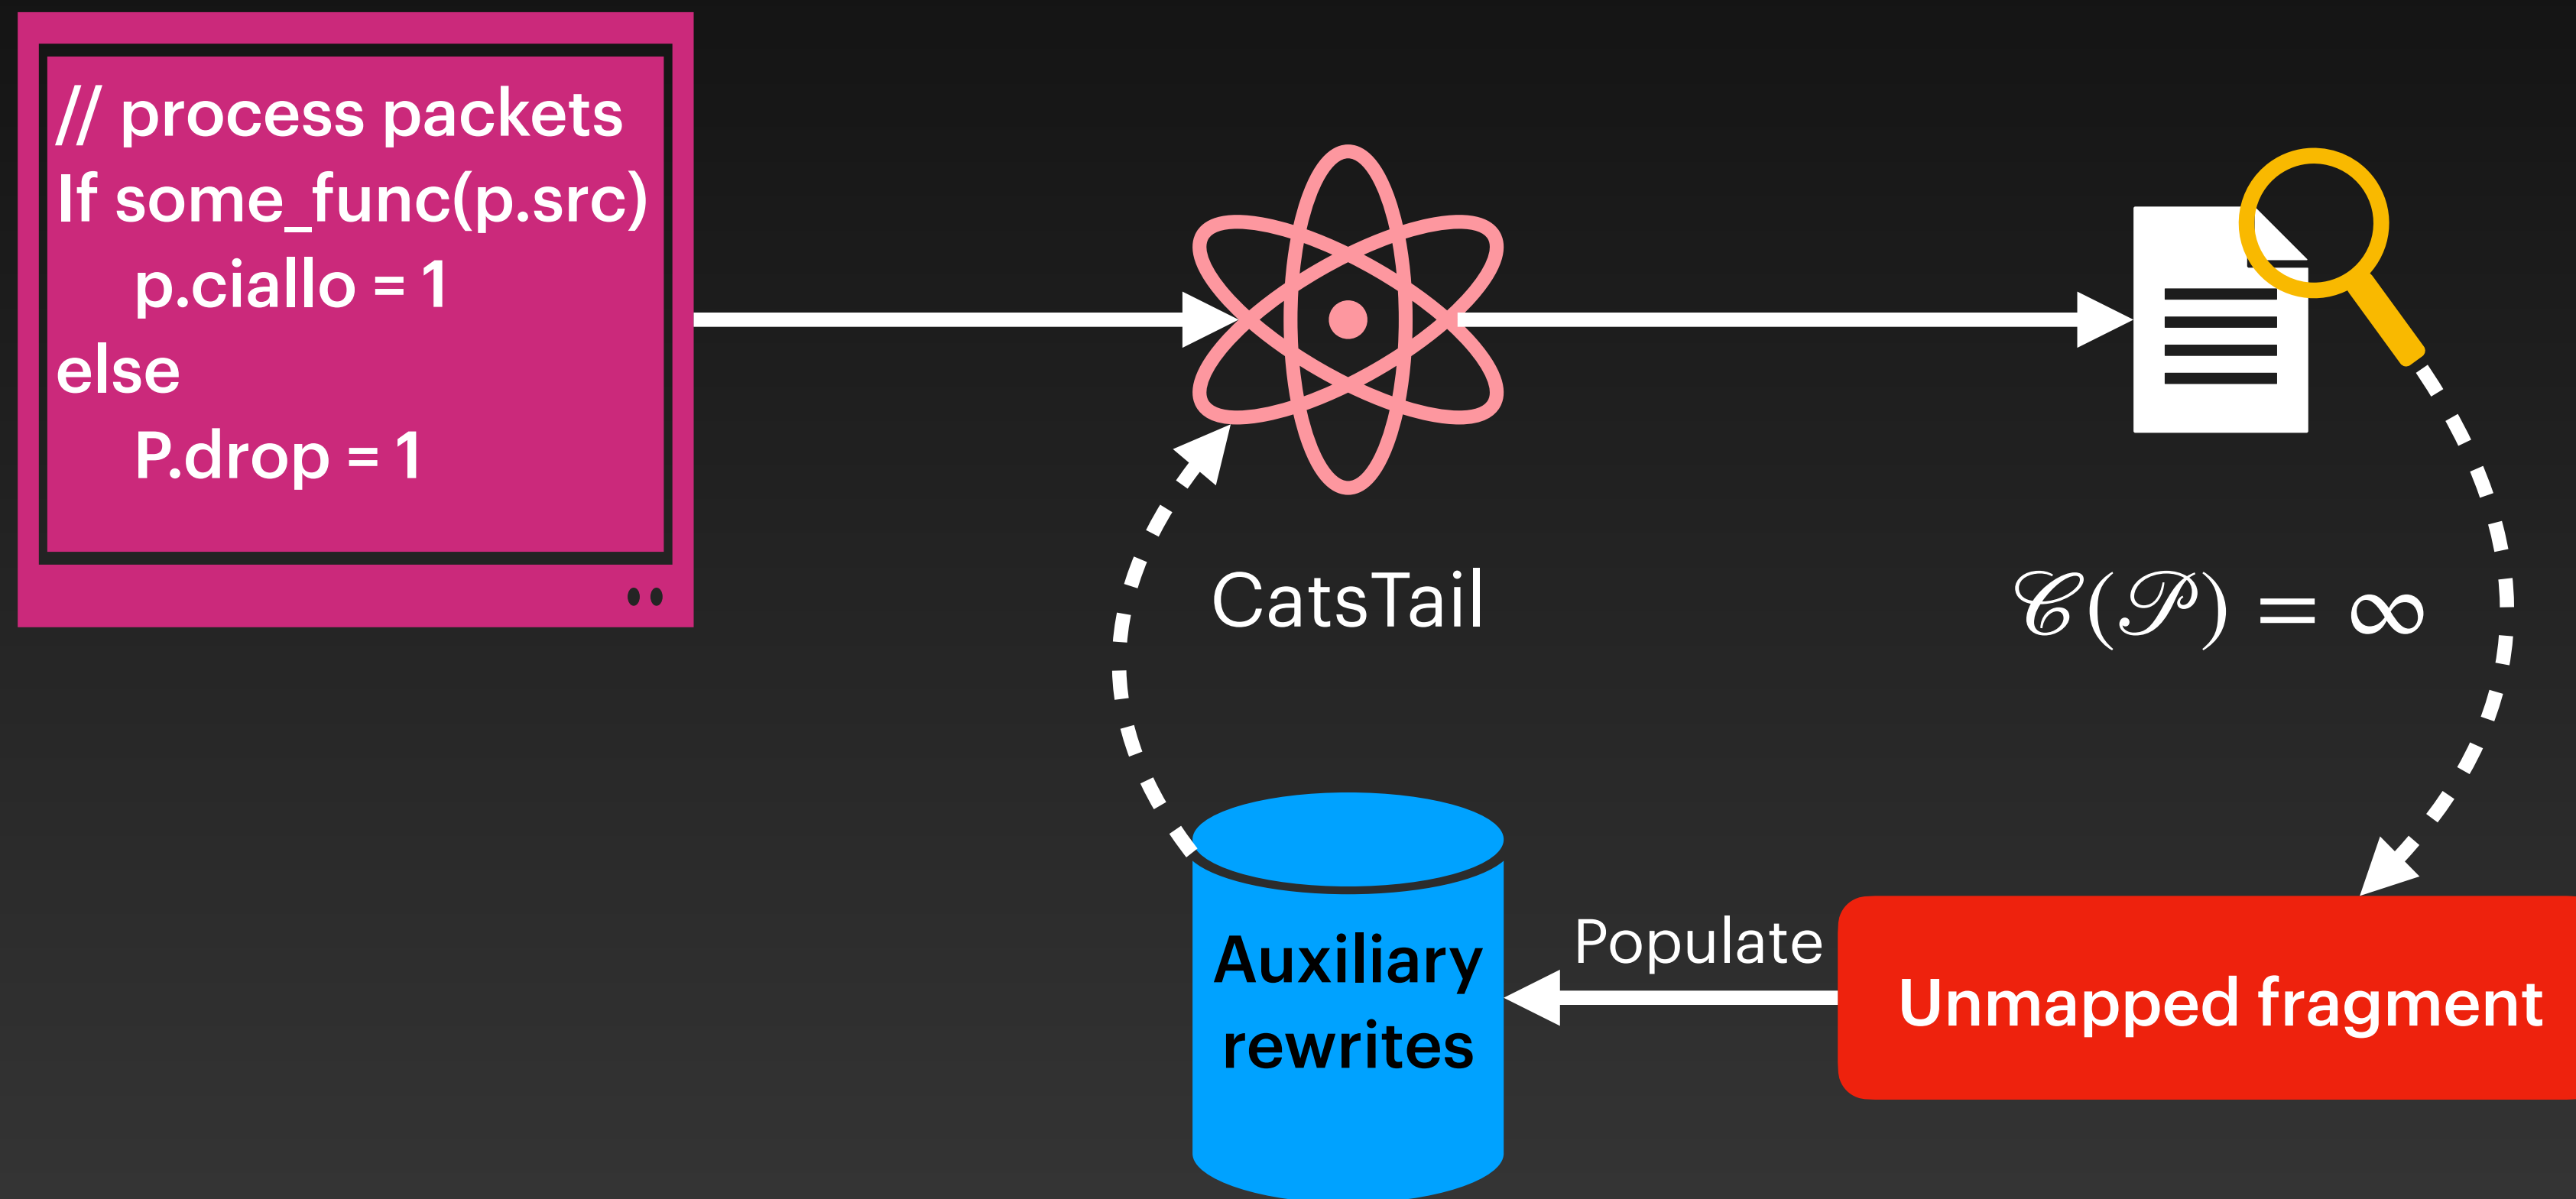 // process packets
If some_func(p.src)
p.ciallo = 1
else
P.drop = 1
CatsTail
𝒞(𝒫) = ∞
Populate
Auxiliary
rewrites
Unmapped fragment